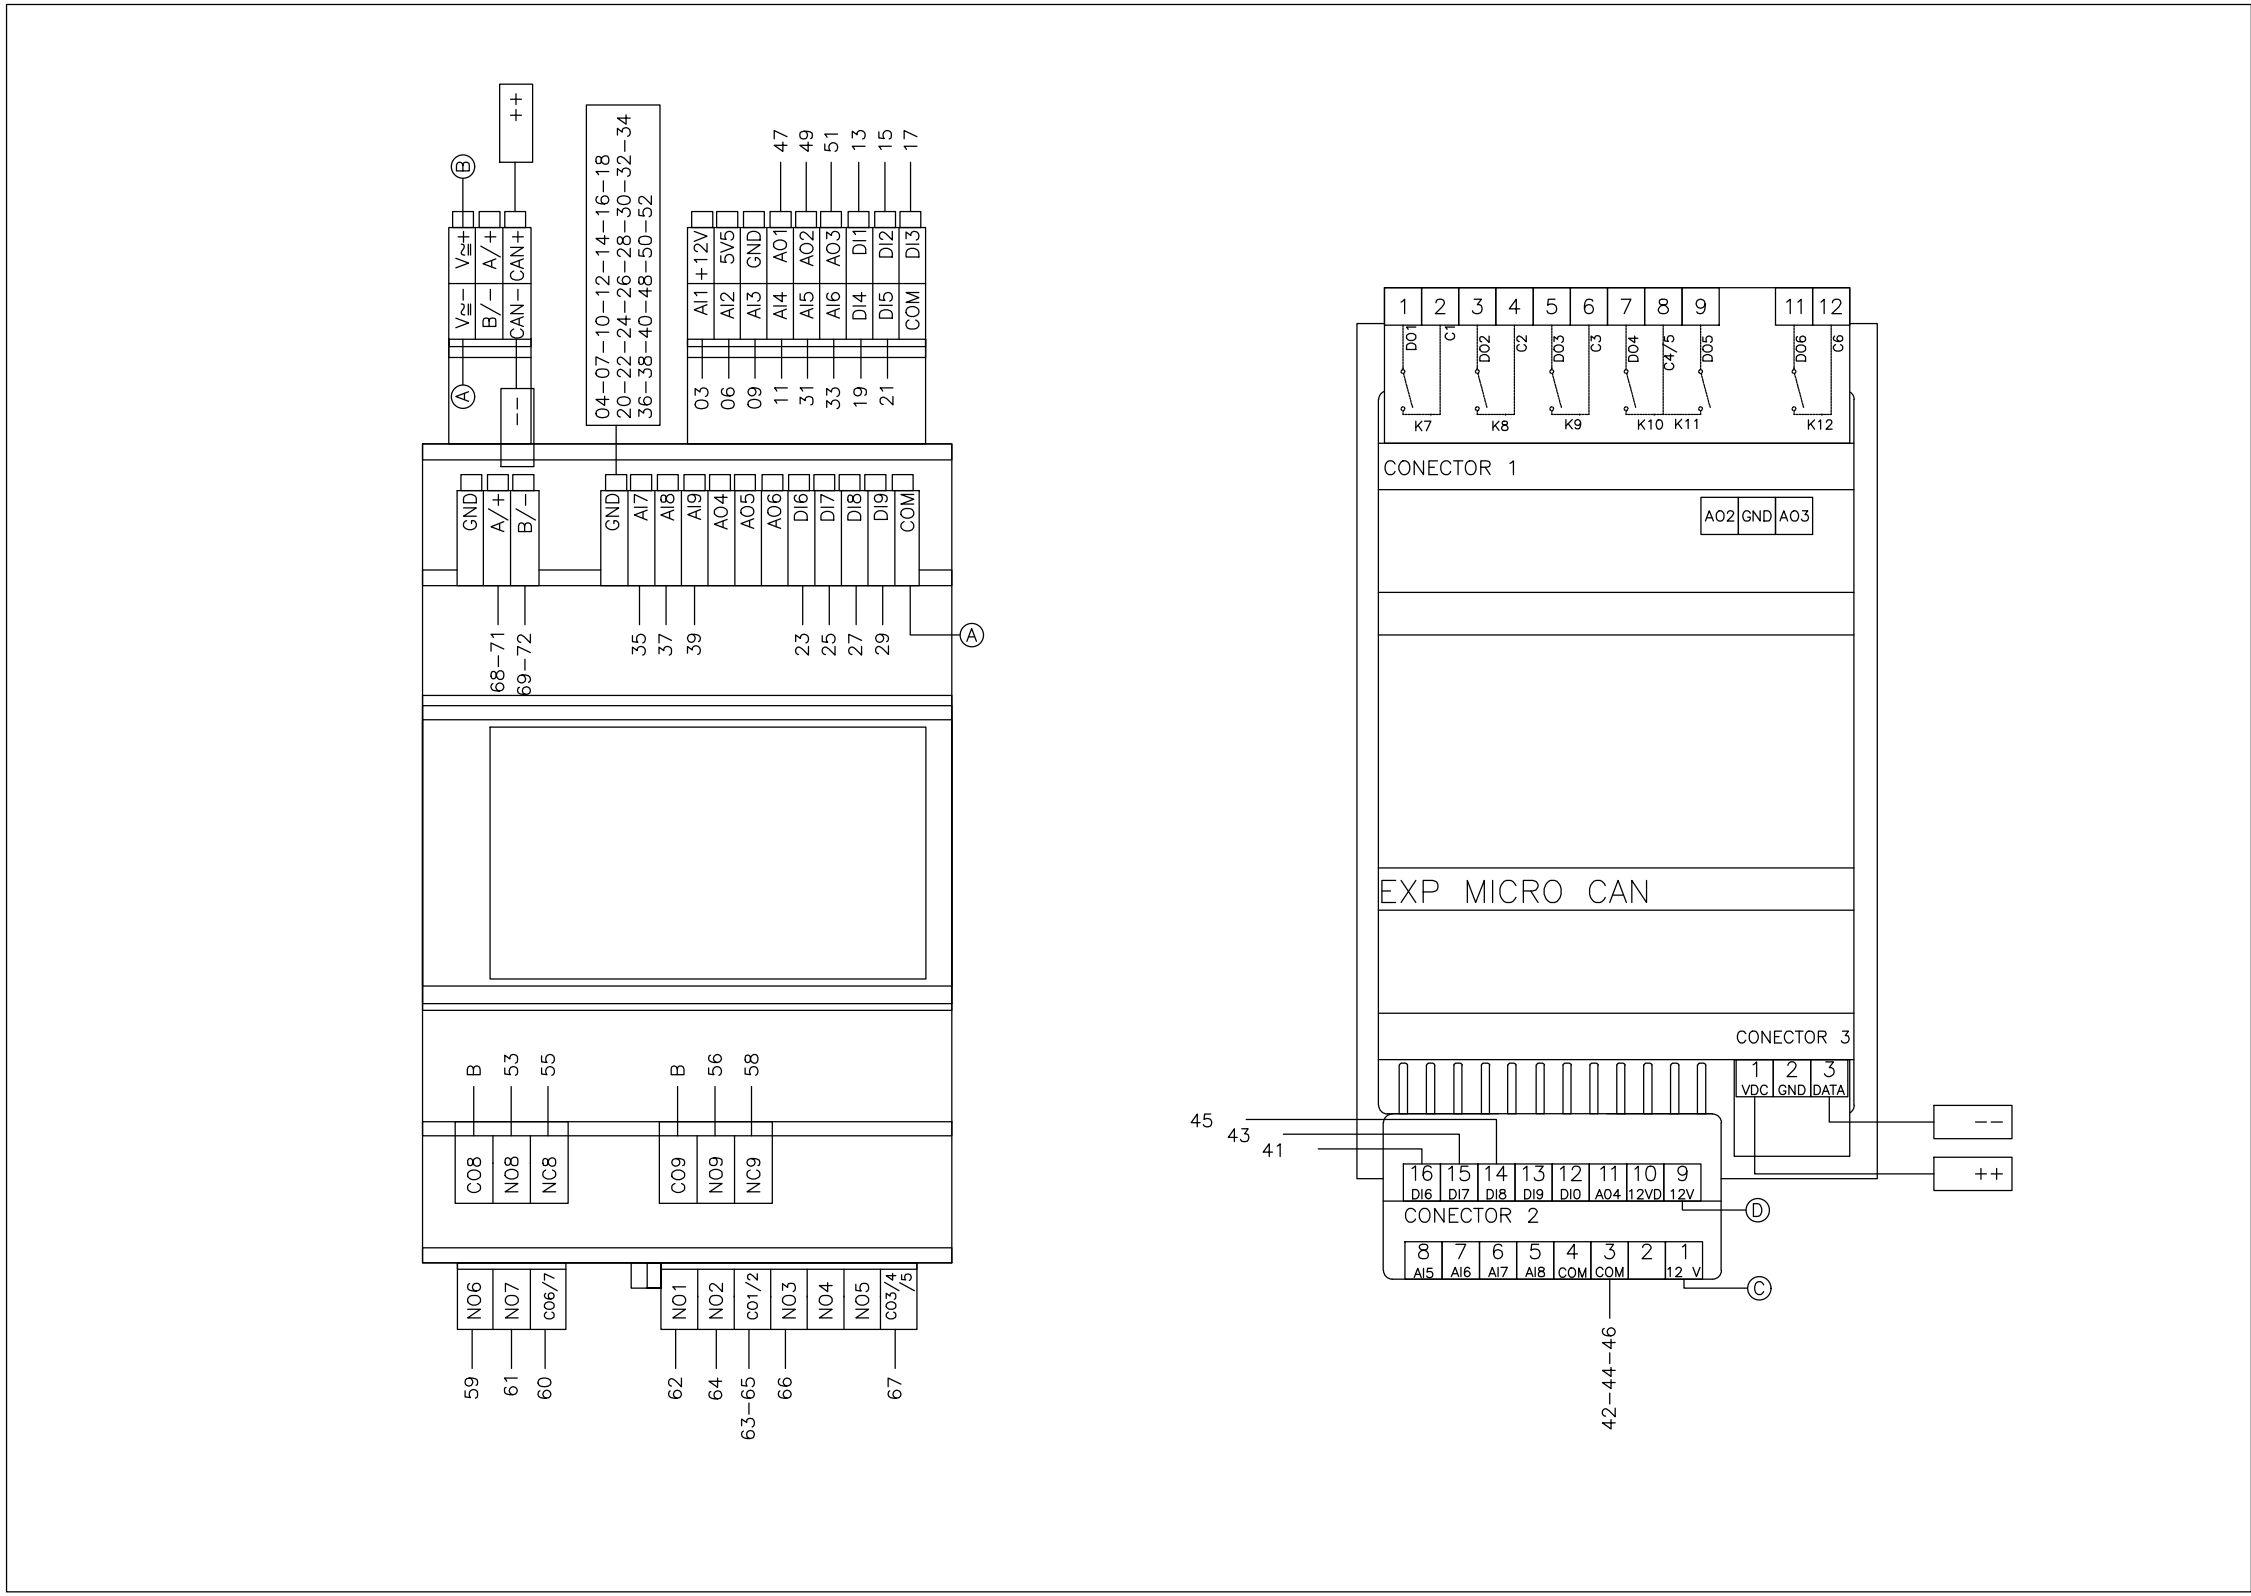 B
++
V≃+
A/+
CAN+
V≃-
B/-
CAN-
A
--
04-07-10-12-14-16-18
20-22-24-26-28-30-32-34
36-38-40-48-50-52
47
49
51
13
15
17
+12V
5V5
GND
AO1
AO2
AO3
DI1
DI2
DI3
AI1
AI2
AI3
AI4
AI5
AI6
DI4
DI5
COM
03
06
09
11
31
33
19
21
GND
A/+
B/-
GND
AI7
AI8
AI9
AO4
AO5
AO6
DI6
DI7
DI8
DI9
COM
68-71
69-72
35
37
39
23
25
27
29
A
B
53
55
B
56
58
CO8
NO8
NC8
CO9
NO9
NC9
NO6
NO7
CO6/7
NO1
NO2
CO1/2
NO3
NO4
NO5
CO3/4
/5
59
61
60
62
64
63-65
66
67
1 2 3 4 5 6 7 8 9 11 12
DO1
C1
DO2
C2
DO3
C3
DO4
C4/5
DO5
DO6
C6
K7 K8 K9 K10 K11 K12
CONECTOR 1
AO2 GND AO3
EXP MICRO CAN
CONECTOR 3
1 2 3
VDC GND DATA
--
++
45
43
41
16 15 14 13 12 11 10 9
DI6 DI7 DI8 DI9 DI0 AO4 12VD 12V
CONECTOR 2
D
8 7 6 5 4 3 2 1
AI5 AI6 AI7 AI8 COM COM 12 V
C
42-44-46